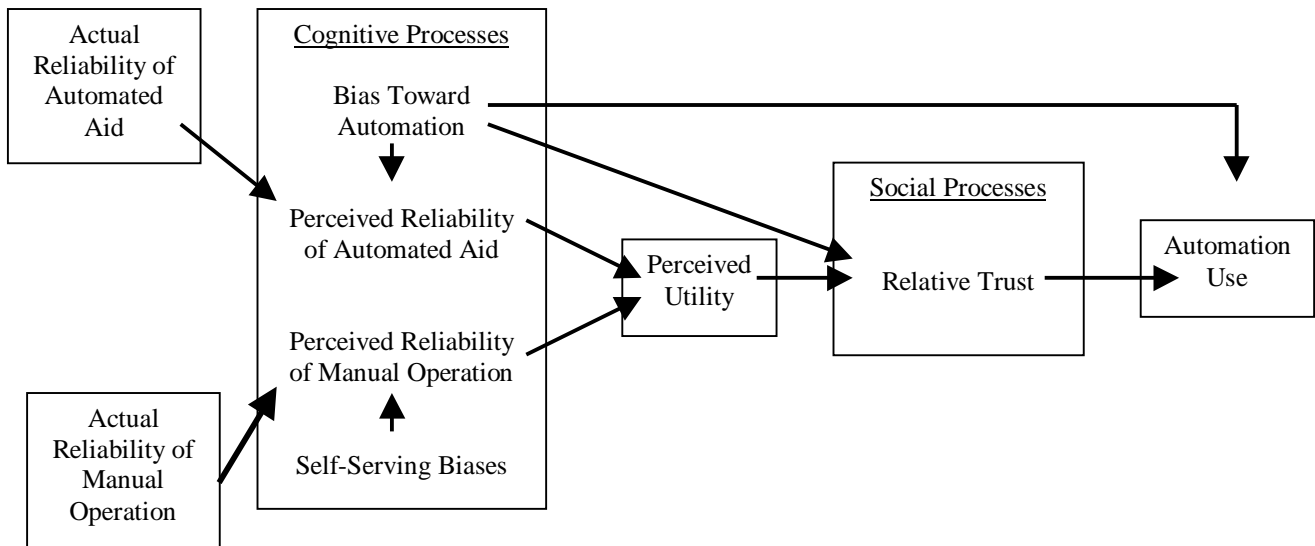 Actual
Reliability of
Automated
Aid
Cognitive Processes
Bias Toward
Automation
Perceived Reliability
of Automated Aid
Perceived Reliability
of Manual Operation
Self-Serving Biases
Actual
Reliability of
Manual
Operation
Perceived
Utility
Social Processes
Relative Trust
Automation
Use